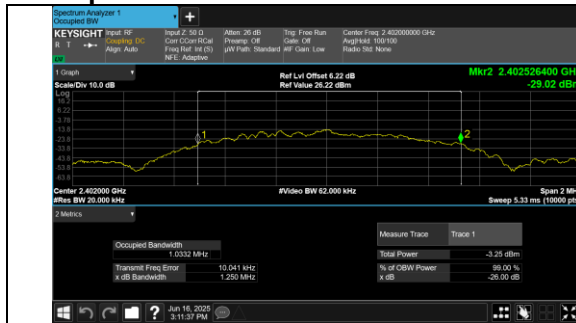 Spectrum Analyzer 1
Occupied BW
KEYSIGHT
R T
Input: RF
Coupling: DC
Align: Auto
Input Z: 50 Ω
Corr CCorr RCal
Freq Ref: Int (S)
NFE: Adaptive
Atten: 26 dB
Preamp: Off
µW Path: Standard
Trig: Free Run
Gate: Off
#IF Gain: Low
Center Freq: 2.402000000 GHz
Avg|Hold: 100/100
Radio Std: None
1 Graph
Scale/Div 10.0 dB
Ref Lvl Offset 6.22 dB
Ref Value 26.22 dBm
Mkr2 2.402526400 GH
-29.02 dBm
Log
16.2
6.22
-3.78
-13.8
-23.8
-33.8
-43.8
-53.8
-63.8
1
2
Center 2.402000 GHz
#Res BW 20.000 kHz
#Video BW 62.000 kHz
Span 2 MH
Sweep 5.33 ms (10000 pts
2 Metrics
Occupied Bandwidth
1.0332 MHz
Transmit Freq Error 10.041 kHz
x dB Bandwidth 1.250 MHz
Measure Trace Trace 1
Total Power -3.25 dBm
% of OBW Power 99.00 %
x dB -26.00 dB
Jun 16, 2025
3:11:37 PM